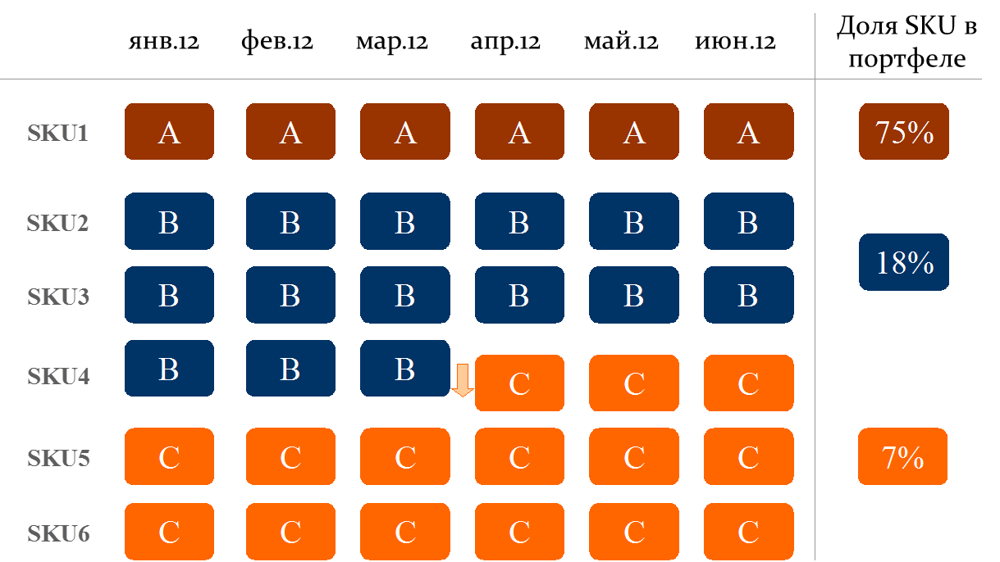 янв.12 фев.12 мар.12 апр.12 май.12 июн.12 Доля SKU в
портфеле
SKU1 A A A A A A 75%
SKU2 B B B B B B
18%
SKU3 B B B B B B
SKU4 B B B C C C
SKU5 C C C C C C 7%
SKU6 C C C C C C